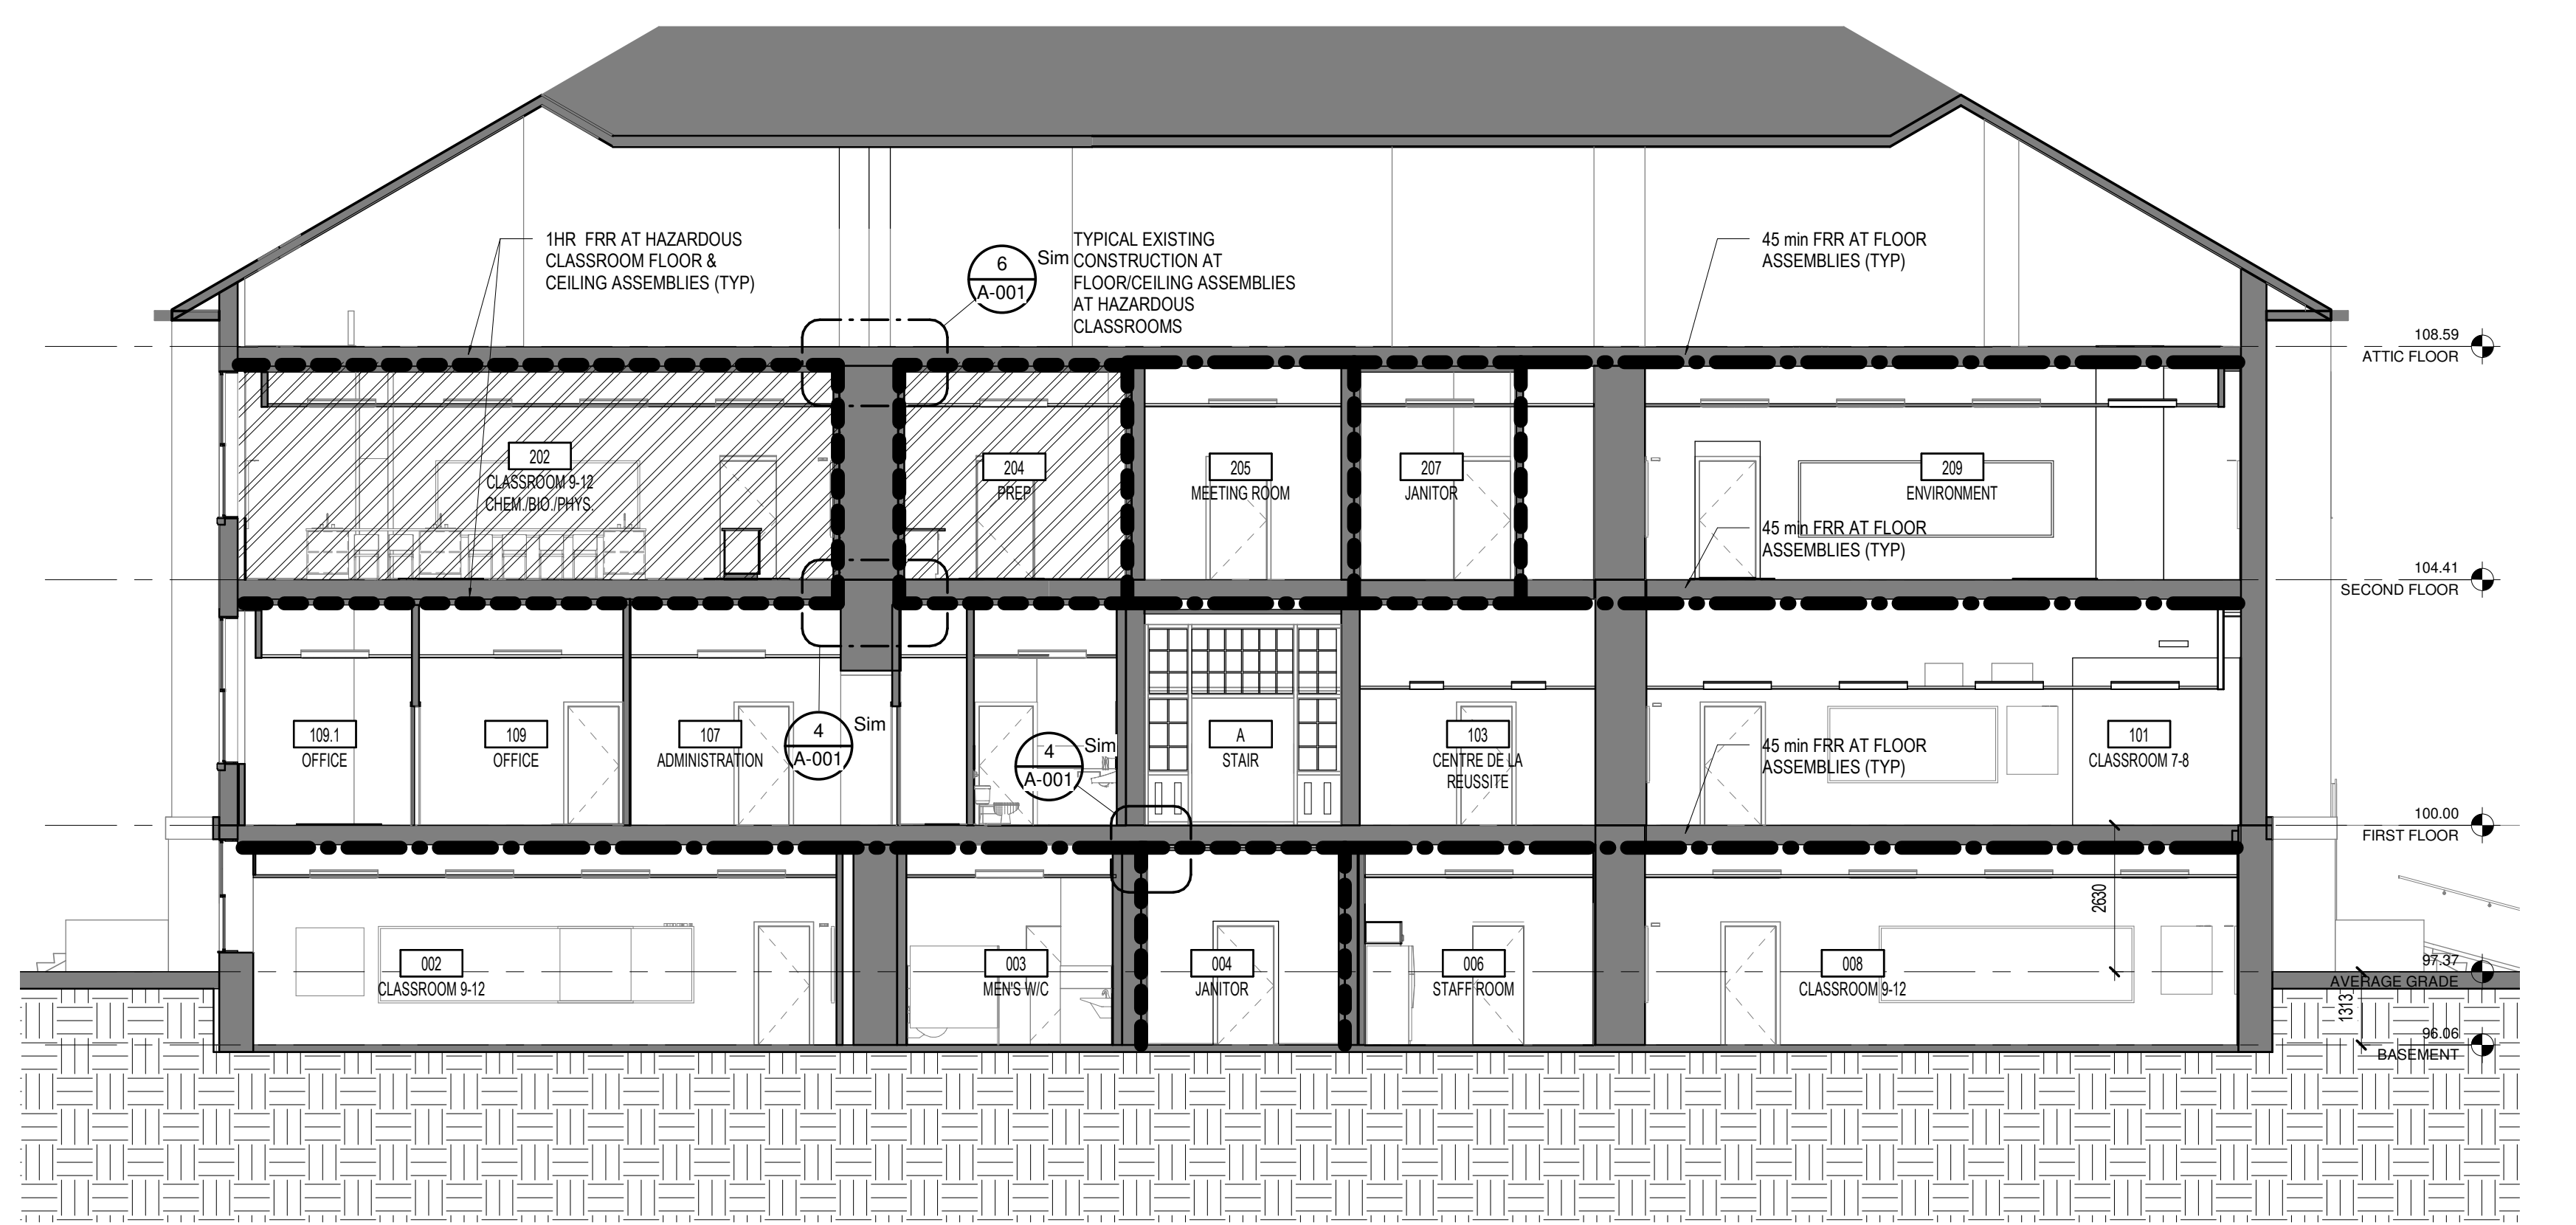 1HR FRR AT HAZARDOUS
CLASSROOM FLOOR &
CEILING ASSEMBLIES (TYP)
6
A-001
Sim
TYPICAL EXISTING
CONSTRUCTION AT
FLOOR/CEILING ASSEMBLIES
AT HAZARDOUS
CLASSROOMS
45 min FRR AT FLOOR
ASSEMBLIES (TYP)
108.59
ATTIC FLOOR
202
CLASSROOM 9-12
CHEM./BIO./PHYS.
204
PREP
205
MEETING ROOM
207
JANITOR
209
ENVIRONMENT
45 min FRR AT FLOOR
ASSEMBLIES (TYP)
104.41
SECOND FLOOR
109.1
OFFICE
109
OFFICE
107
ADMINISTRATION
4
A-001
Sim
4
A-001
Sim
A
STAIR
103
CENTRE DE LA
REUSSITE
45 min FRR AT FLOOR
ASSEMBLIES (TYP)
101
CLASSROOM 7-8
100.00
FIRST FLOOR
2630
002
CLASSROOM 9-12
003
MEN'S W/C
004
JANITOR
006
STAFF ROOM
008
CLASSROOM 9-12
97.37
AVERAGE GRADE
1313
96.06
BASEMENT